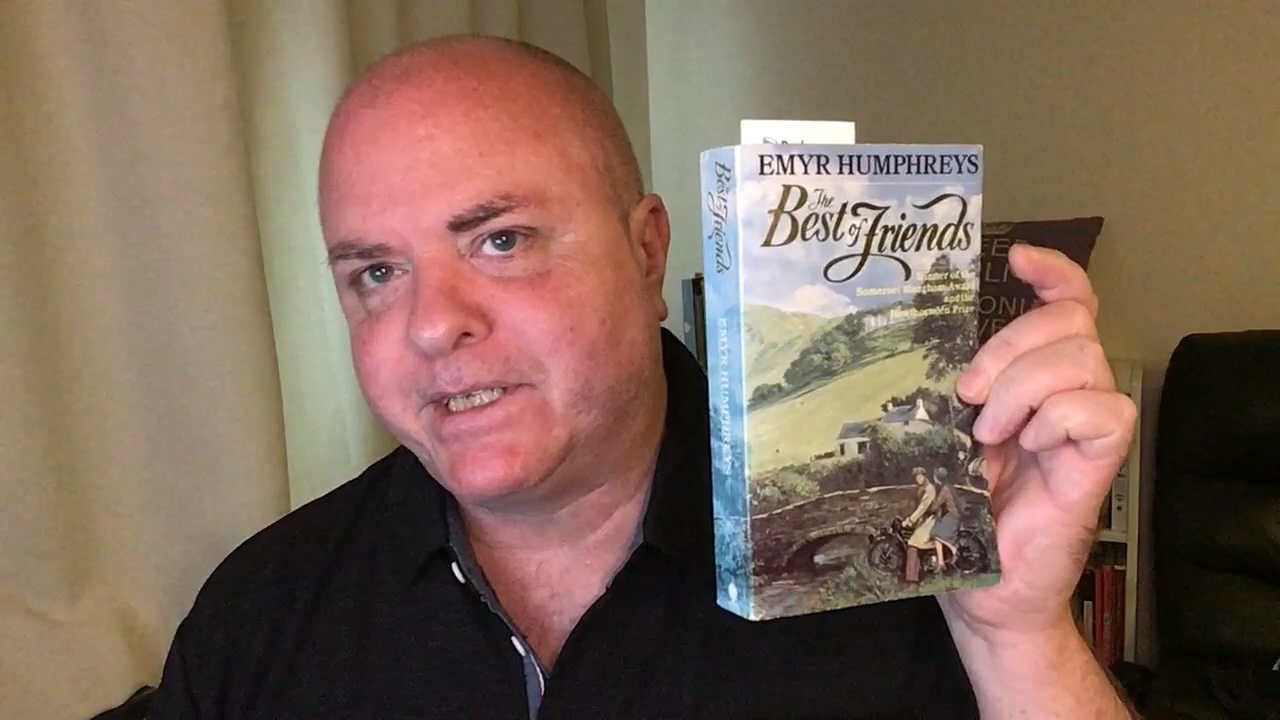 EMYR HUMPHREYS
The
Best of Friends
Winner of the
Somerset Maugham Award
and the
Hawthornden Prize
Best of Friends
EMYR HUMPHREYS